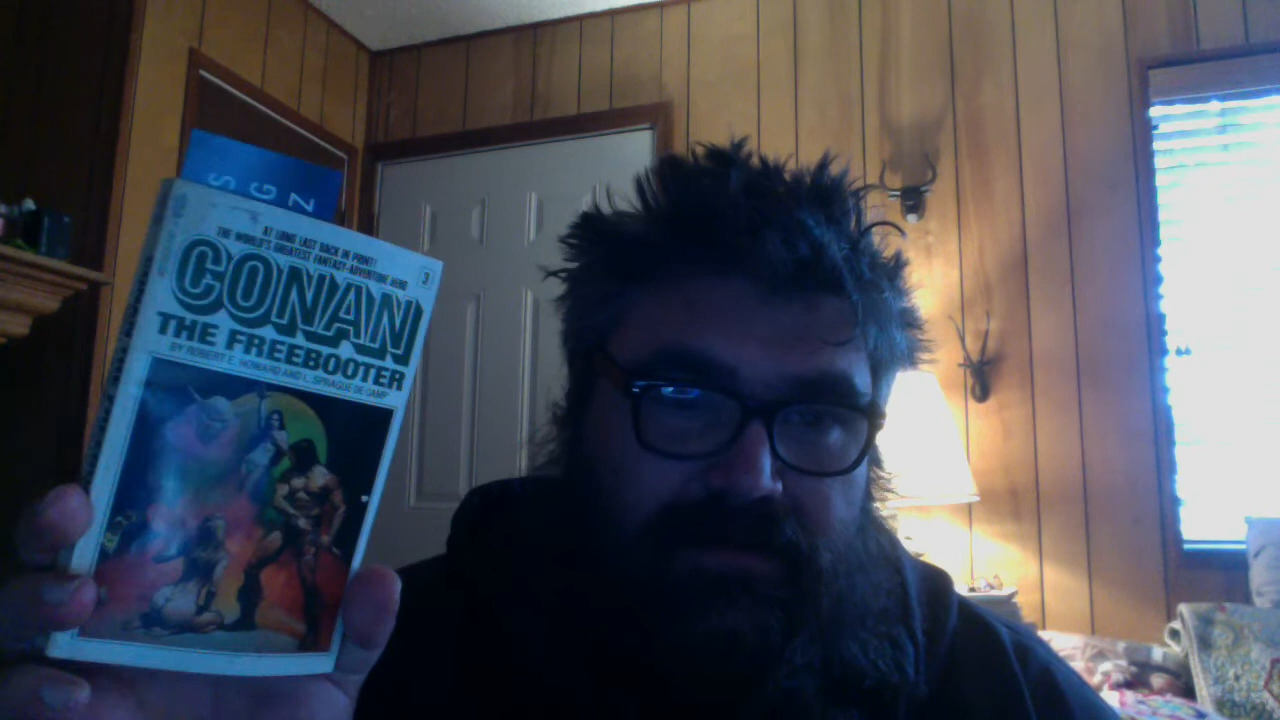 S G Z
AT LONG LAST BACK IN PRINT!
THE WORLD'S GREATEST FANTASY-ADVENTURE HERO
3
CONAN
THE FREEBOOTER
BY ROBERT E. HOWARD AND L. SPRAGUE DE CAMP